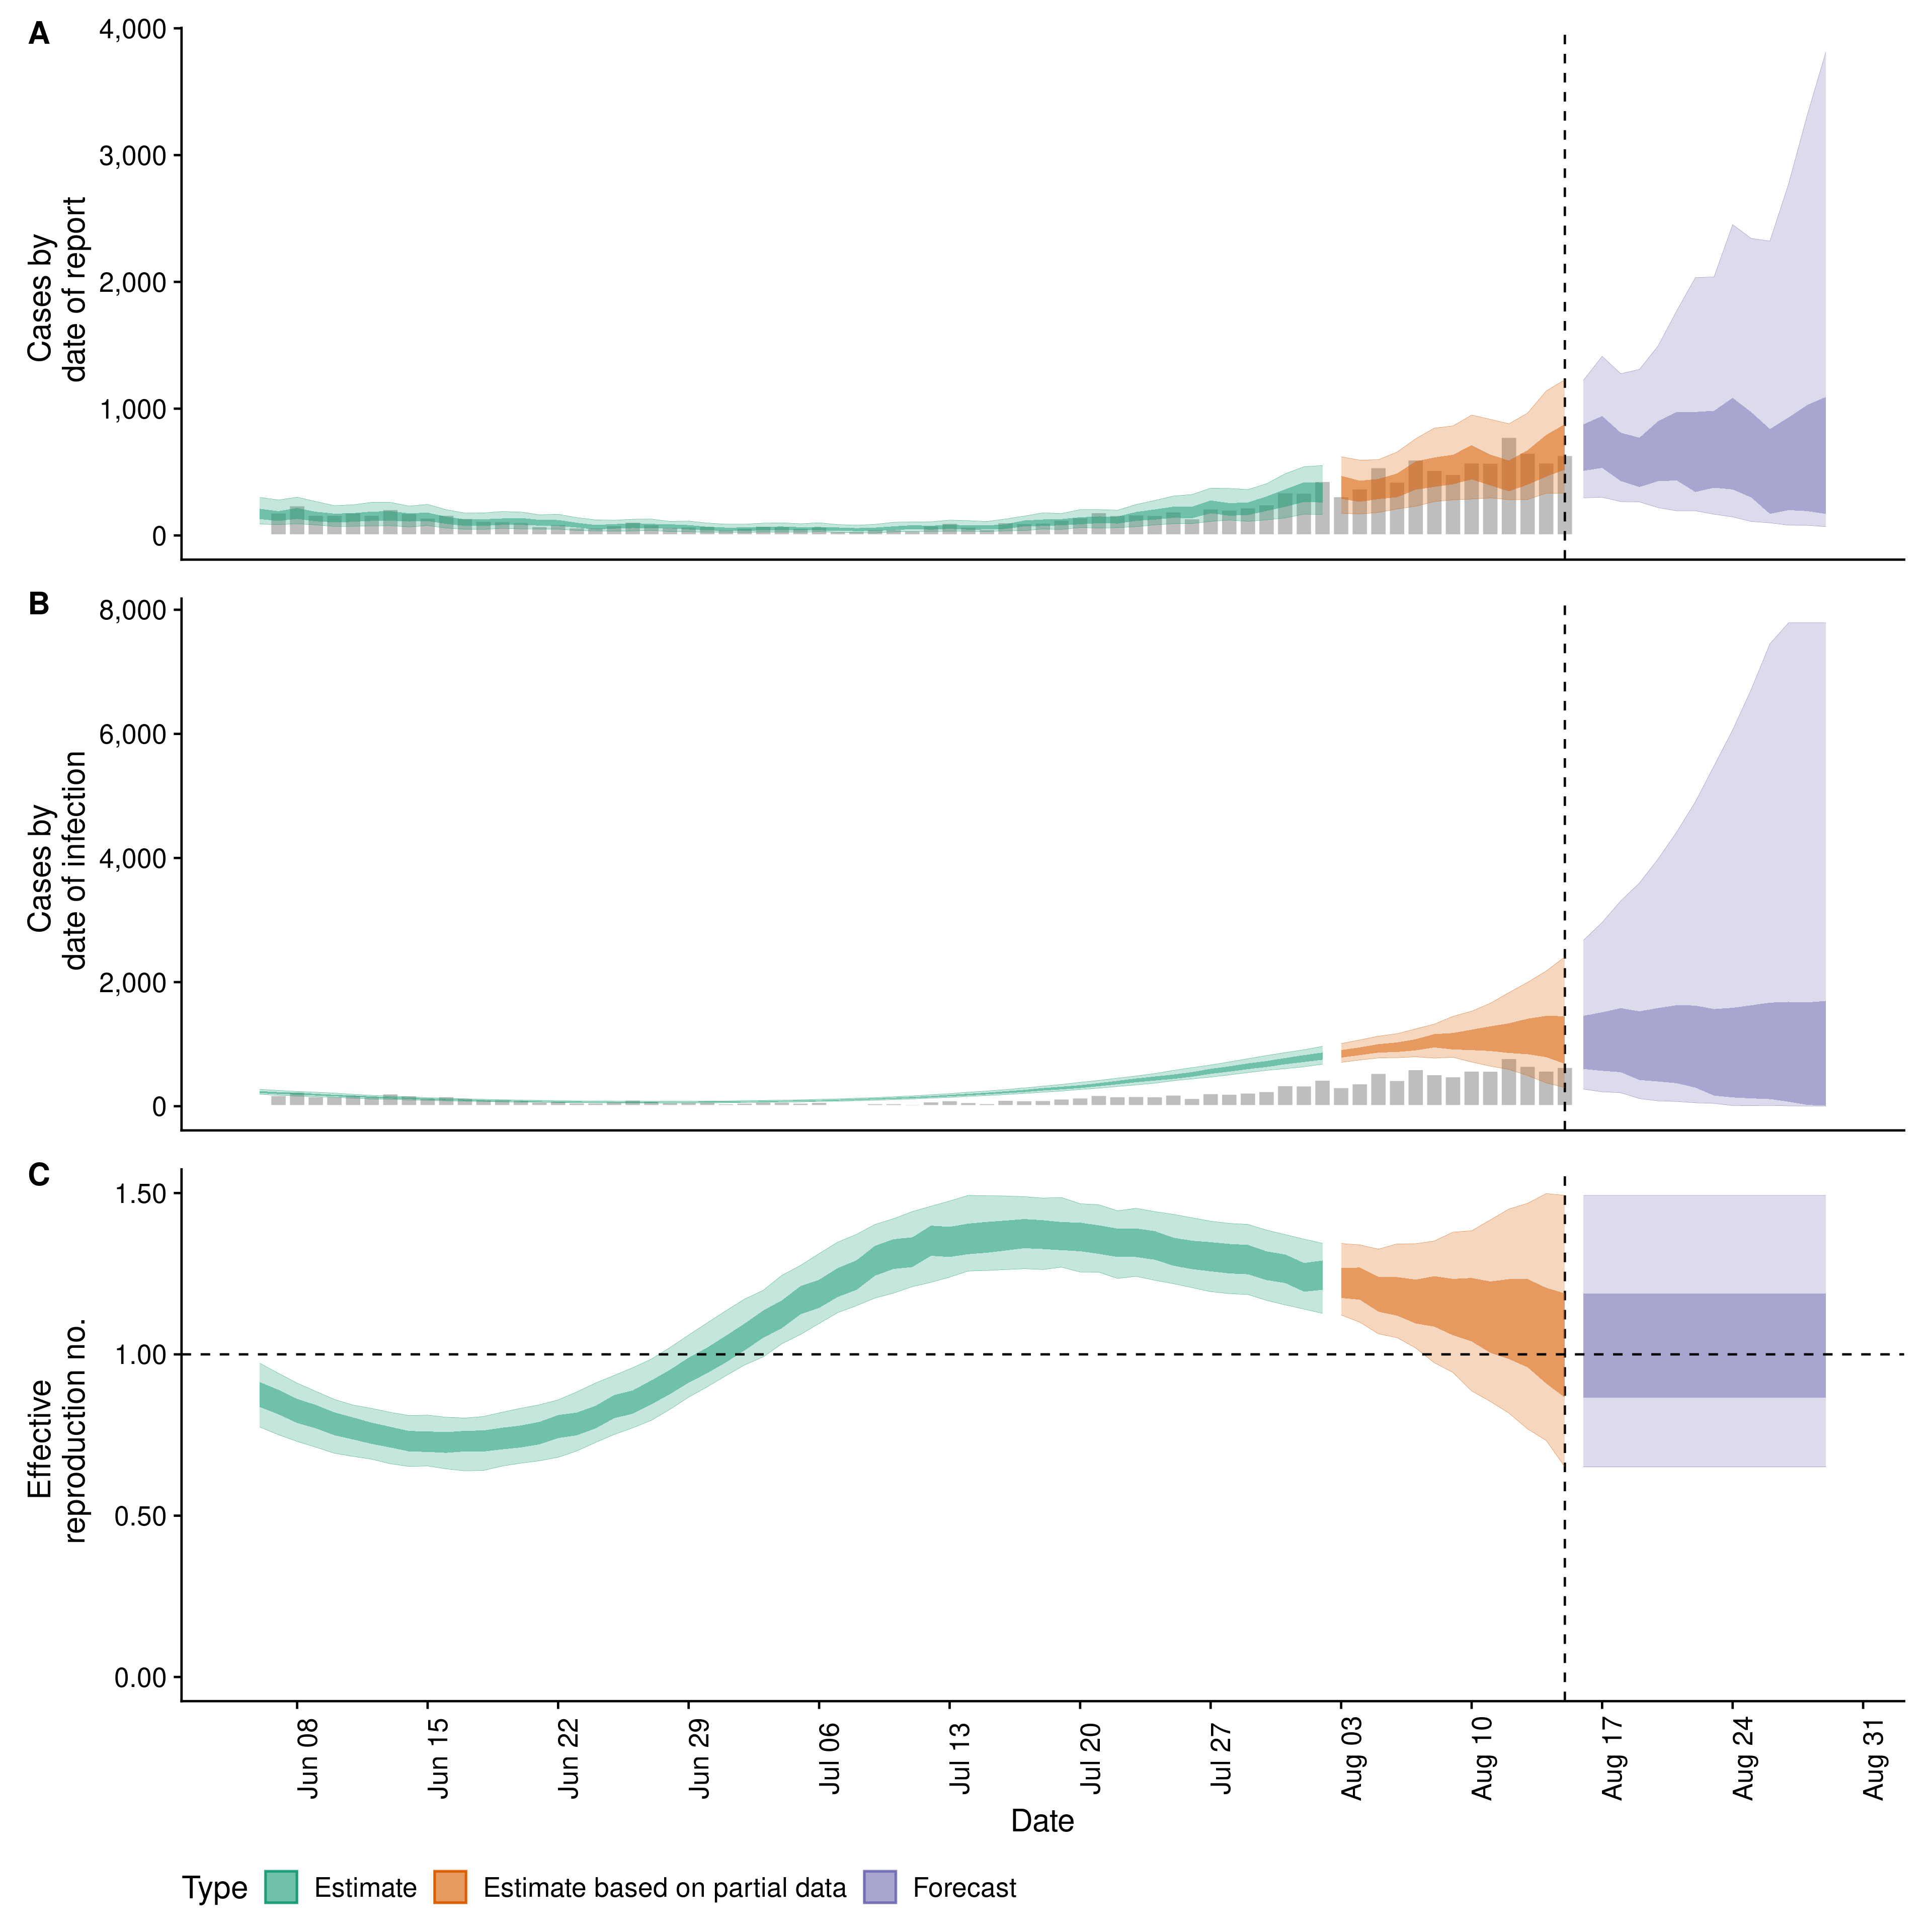 A
Cases by
date of report
4,000
3,000
2,000
1,000
0
B
Cases by
date of infection
8,000
6,000
4,000
2,000
0
C
Effective
reproduction no.
1.50
1.00
0.50
0.00
Jun 08
Jun 15
Jun 22
Jun 29
Jul 06
Jul 13
Jul 20
Jul 27
Aug 03
Aug 10
Aug 17
Aug 24
Aug 31
Date
Type Estimate Estimate based on partial data Forecast